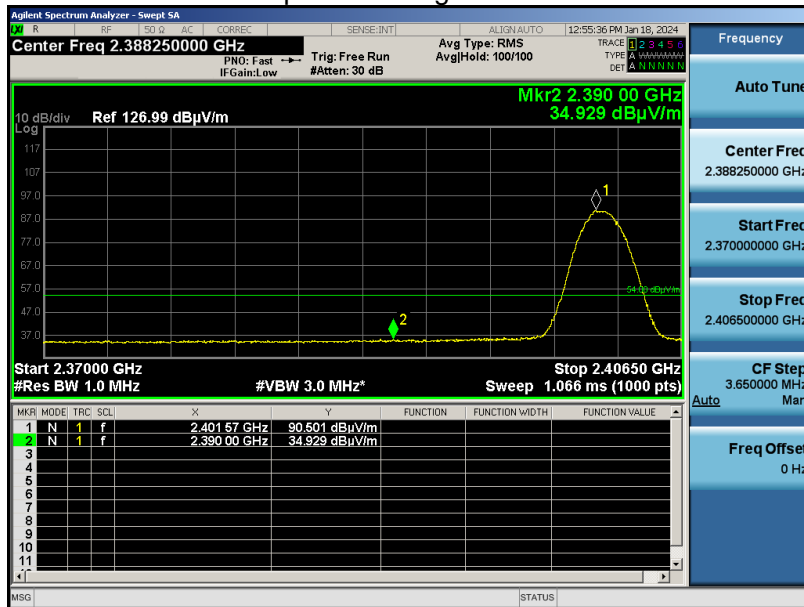 Agilent Spectrum Analyzer - Swept SA
LXI R RF 50 Ω AC CORREC SENSE:INT ALIGN AUTO 12:55:36 PM Jan 18, 2024
Center Freq 2.388250000 GHz
PNO: Fast
IFGain:Low
Trig: Free Run
#Atten: 30 dB
Avg Type: RMS
Avg|Hold: 100/100
TRACE 1 2 3 4 5 6
TYPE A WWWWW
DET A N N N N N
Mkr2 2.390 00 GHz
34.929 dBµV/m
10 dB/div Ref 126.99 dBµV/m
Log
117
107
97.0
87.0
77.0
67.0
57.0
47.0
37.0
1
2
54.00 dBµV/m
Start 2.37000 GHz Stop 2.40650 GHz
#Res BW 1.0 MHz #VBW 3.0 MHz* Sweep 1.066 ms (1000 pts)
MKR MODE TRC SCL X Y FUNCTION FUNCTION WIDTH FUNCTION VALUE
1 N 1 f 2.401 57 GHz 90.501 dBµV/m
2 N 1 f 2.390 00 GHz 34.929 dBµV/m
3
4
5
6
7
8
9
10
11
MSG STATUS
Frequency
Auto Tune
Center Freq
2.388250000 GHz
Start Freq
2.370000000 GHz
Stop Freq
2.406500000 GHz
CF Step
3.650000 MHz
Auto Man
Freq Offset
0 Hz